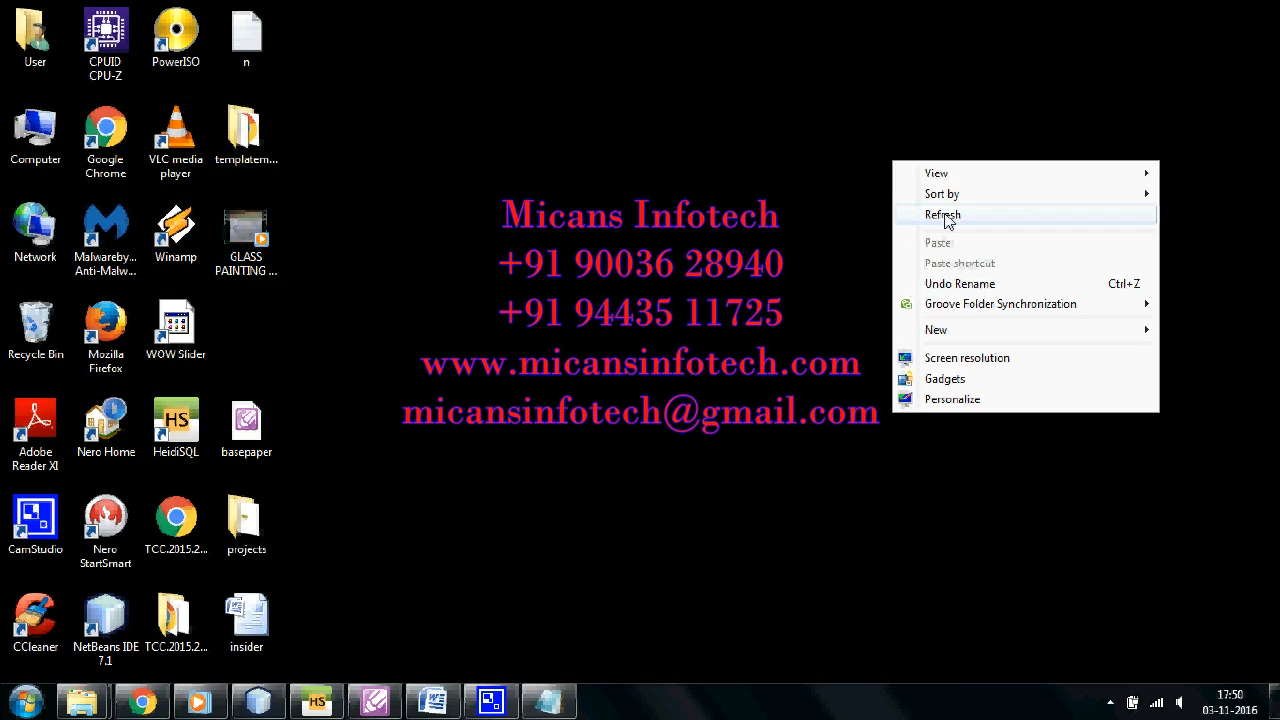 User
CPUID
CPU-Z
PowerISO
n
Computer
Google
Chrome
VLC media
player
templatem...
Network
Malwareby...
Anti-Malw...
Winamp
GLASS
PAINTING ...
Recycle Bin
Mozilla
Firefox
WOW Slider
Adobe
Reader XI
Nero Home
HS
HeidiSQL
basepaper
CamStudio
Nero
StartSmart
TCC.2015.2...
projects
CCleaner
NetBeans IDE
7.1
TCC.2015.2...
insider
Micans Infotech
+91 90036 28940
+91 94435 11725
www.micansinfotech.com
micansinfotech@gmail.com
View
Sort by
Refresh
Paste
Paste shortcut
Undo Rename Ctrl+Z
Groove Folder Synchronization
New
Screen resolution
Gadgets
Personalize
HS
17:50
03-11-2016